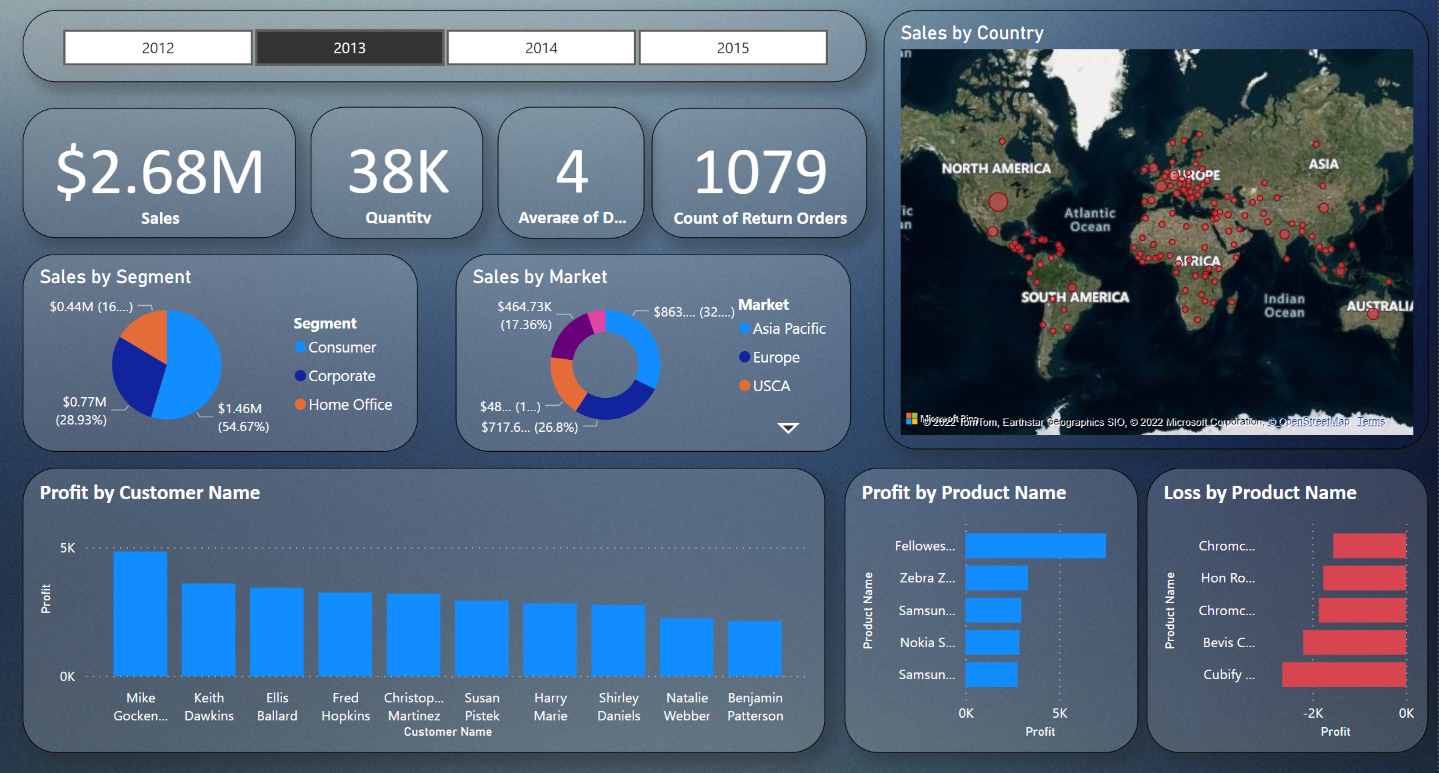 2012
2013
2014
2015
$2.68M
Sales
38K
Quantity
4
Average of D...
1079
Count of Return Orders
Sales by Country
NORTH AMERICA
EUROPE
ASIA
Atlantic
Ocean
AFRICA
SOUTH AMERICA
Indian
Ocean
AUSTRALIA
Microsoft Bing
© 2022 TomTom, Earthstar Geographics SIO, © 2022 Microsoft Corporation, © OpenStreetMap Terms
Sales by Segment
$0.44M (16....)
$0.77M
(28.93%)
$1.46M
(54.67%)
Segment
Consumer
Corporate
Home Office
Sales by Market
$464.73K
(17.36%)
$863.... (32....)
$48... (1...)
$717.6... (26.8%)
Market
Asia Pacific
Europe
USCA
Profit by Customer Name
Profit
5K
0K
Mike
Gocken...
Keith
Dawkins
Ellis
Ballard
Fred
Hopkins
Christop...
Martinez
Susan
Pistek
Harry
Marie
Shirley
Daniels
Natalie
Webber
Benjamin
Patterson
Customer Name
Profit by Product Name
Product Name
Fellowes...
Zebra Z...
Samsun...
Nokia S...
Samsun...
0K
5K
Profit
Loss by Product Name
Product Name
Chromc...
Hon Ro...
Chromc...
Bevis C...
Cubify ...
-2K
0K
Profit